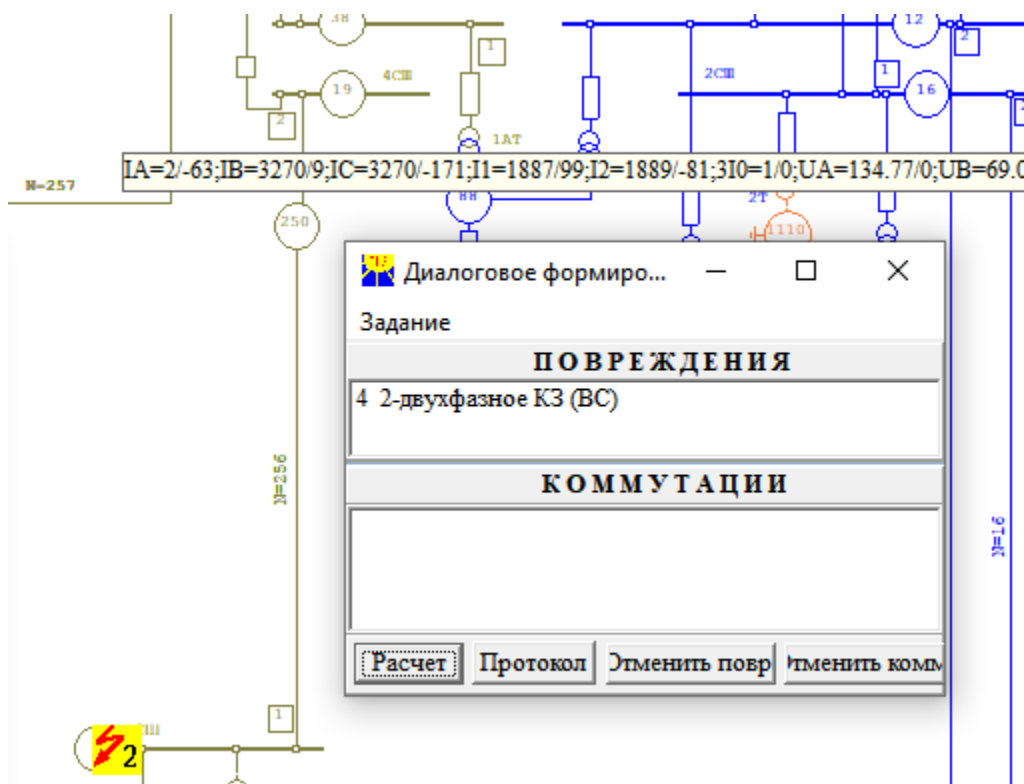 38
12
1
2
4СШ
2СШ
1
19
16
2
1АТ
IA=2/-63;IB=3270/9;IC=3270/-171;I1=1887/99;I2=1889/-81;3I0=1/0;UA=134.77/0;UB=69.0
N=257
88
2Т
250
1110
Диалоговое формиро...
Задание
ПОВРЕЖДЕНИЯ
4 2-двухфазное КЗ (ВС)
КОММУТАЦИИ
N=256
N=16
Расчет
Протокол
Отменить повр
Отменить комм
1
2